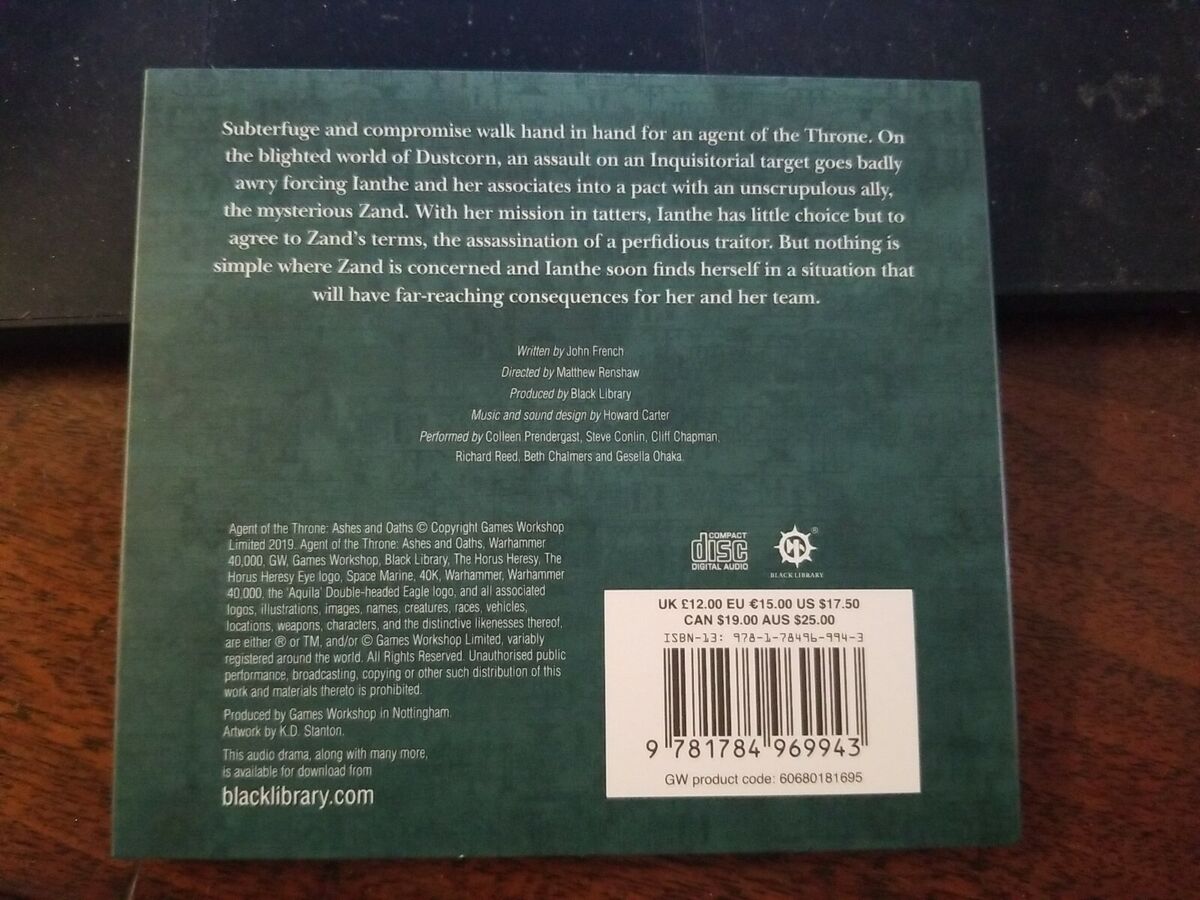 Subterfuge and compromise walk hand in hand for an agent of the Throne. On
the blighted world of Dustcorn, an assault on an Inquisitorial target goes badly
awry forcing Ianthe and her associates into a pact with an unscrupulous ally,
the mysterious Zand. With her mission in tatters, Ianthe has little choice but to
agree to Zand's terms, the assassination of a perfidious traitor. But nothing is
simple where Zand is concerned and Ianthe soon finds herself in a situation that
will have far-reaching consequences for her and her team.
Written by John French
Directed by Matthew Renshaw
Produced by Black Library
Music and sound design by Howard Carter
Performed by Colleen Prendergast, Steve Conlin, Cliff Chapman,
Richard Reed, Beth Chalmers and Gesella Ohaka.
Agent of the Throne: Ashes and Oaths © Copyright Games Workshop
Limited 2019. Agent of the Throne: Ashes and Oaths, Warhammer
40,000, GW, Games Workshop, Black Library, The Horus Heresy, The
Horus Heresy Eye logo, Space Marine, 40K, Warhammer, Warhammer
40,000, the 'Aquila' Double-headed Eagle logo, and all associated
logos, illustrations, images, names, creatures, races, vehicles,
locations, weapons, characters, and the distinctive likenesses thereof,
are either ® or TM, and/or © Games Workshop Limited, variably
registered around the world. All Rights Reserved. Unauthorised public
performance, broadcasting, copying or other such distribution of this
work and materials thereto is prohibited.
Produced by Games Workshop in Nottingham.
Artwork by K.D. Stanton.
This audio drama, along with many more,
is available for download from
blacklibrary.com
COMPACT
disc
DIGITAL AUDIO
®
BLACK LIBRARY
UK £12.00 EU €15.00 US $17.50
CAN $19.00 AUS $25.00
ISBN-13: 978-1-78496-994-3
9 781784 969943
GW product code: 60680181695